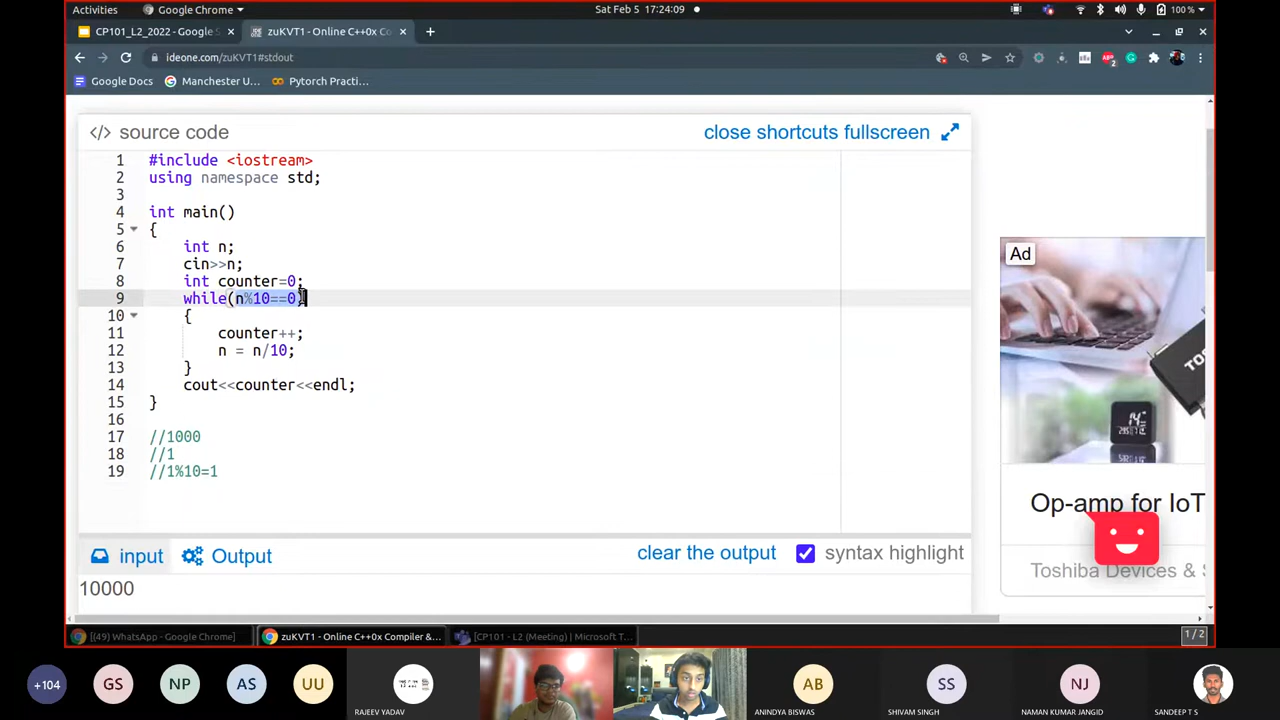 Activities
Google Chrome
Sat Feb 5 17:24:09
100 %
CP101_L2_2022 - Google S
zuKVT1 - Online C++0x Co
ideone.com/zuKVT1#stdout
Google Docs
Manchester U...
Pytorch Practi...
</> source code
close shortcuts fullscreen
1 #include <iostream>
2 using namespace std;
3
4 int main()
5 {
6 int n;
7 cin>>n;
8 int counter=0;
9 while(n%10==0)
10 {
11 counter++;
12 n = n/10;
13 }
14 cout<<counter<<endl;
15 }
16
17 //1000
18 //1
19 //1%10=1
Ad
Op-amp for IoT
Toshiba Devices & S
input
Output
clear the output
syntax highlight
10000
[(49) WhatsApp - Google Chrome]
zuKVT1 - Online C++0x Compiler &...
[CP101 - L2 (Meeting) | Microsoft T...
1 / 2
+104
GS
NP
AS
UU
RAJEEV YADAV
AB
ANINDYA BISWAS
SS
SHIVAM SINGH
NJ
NAMAN KUMAR JANGID
SANDEEP T S